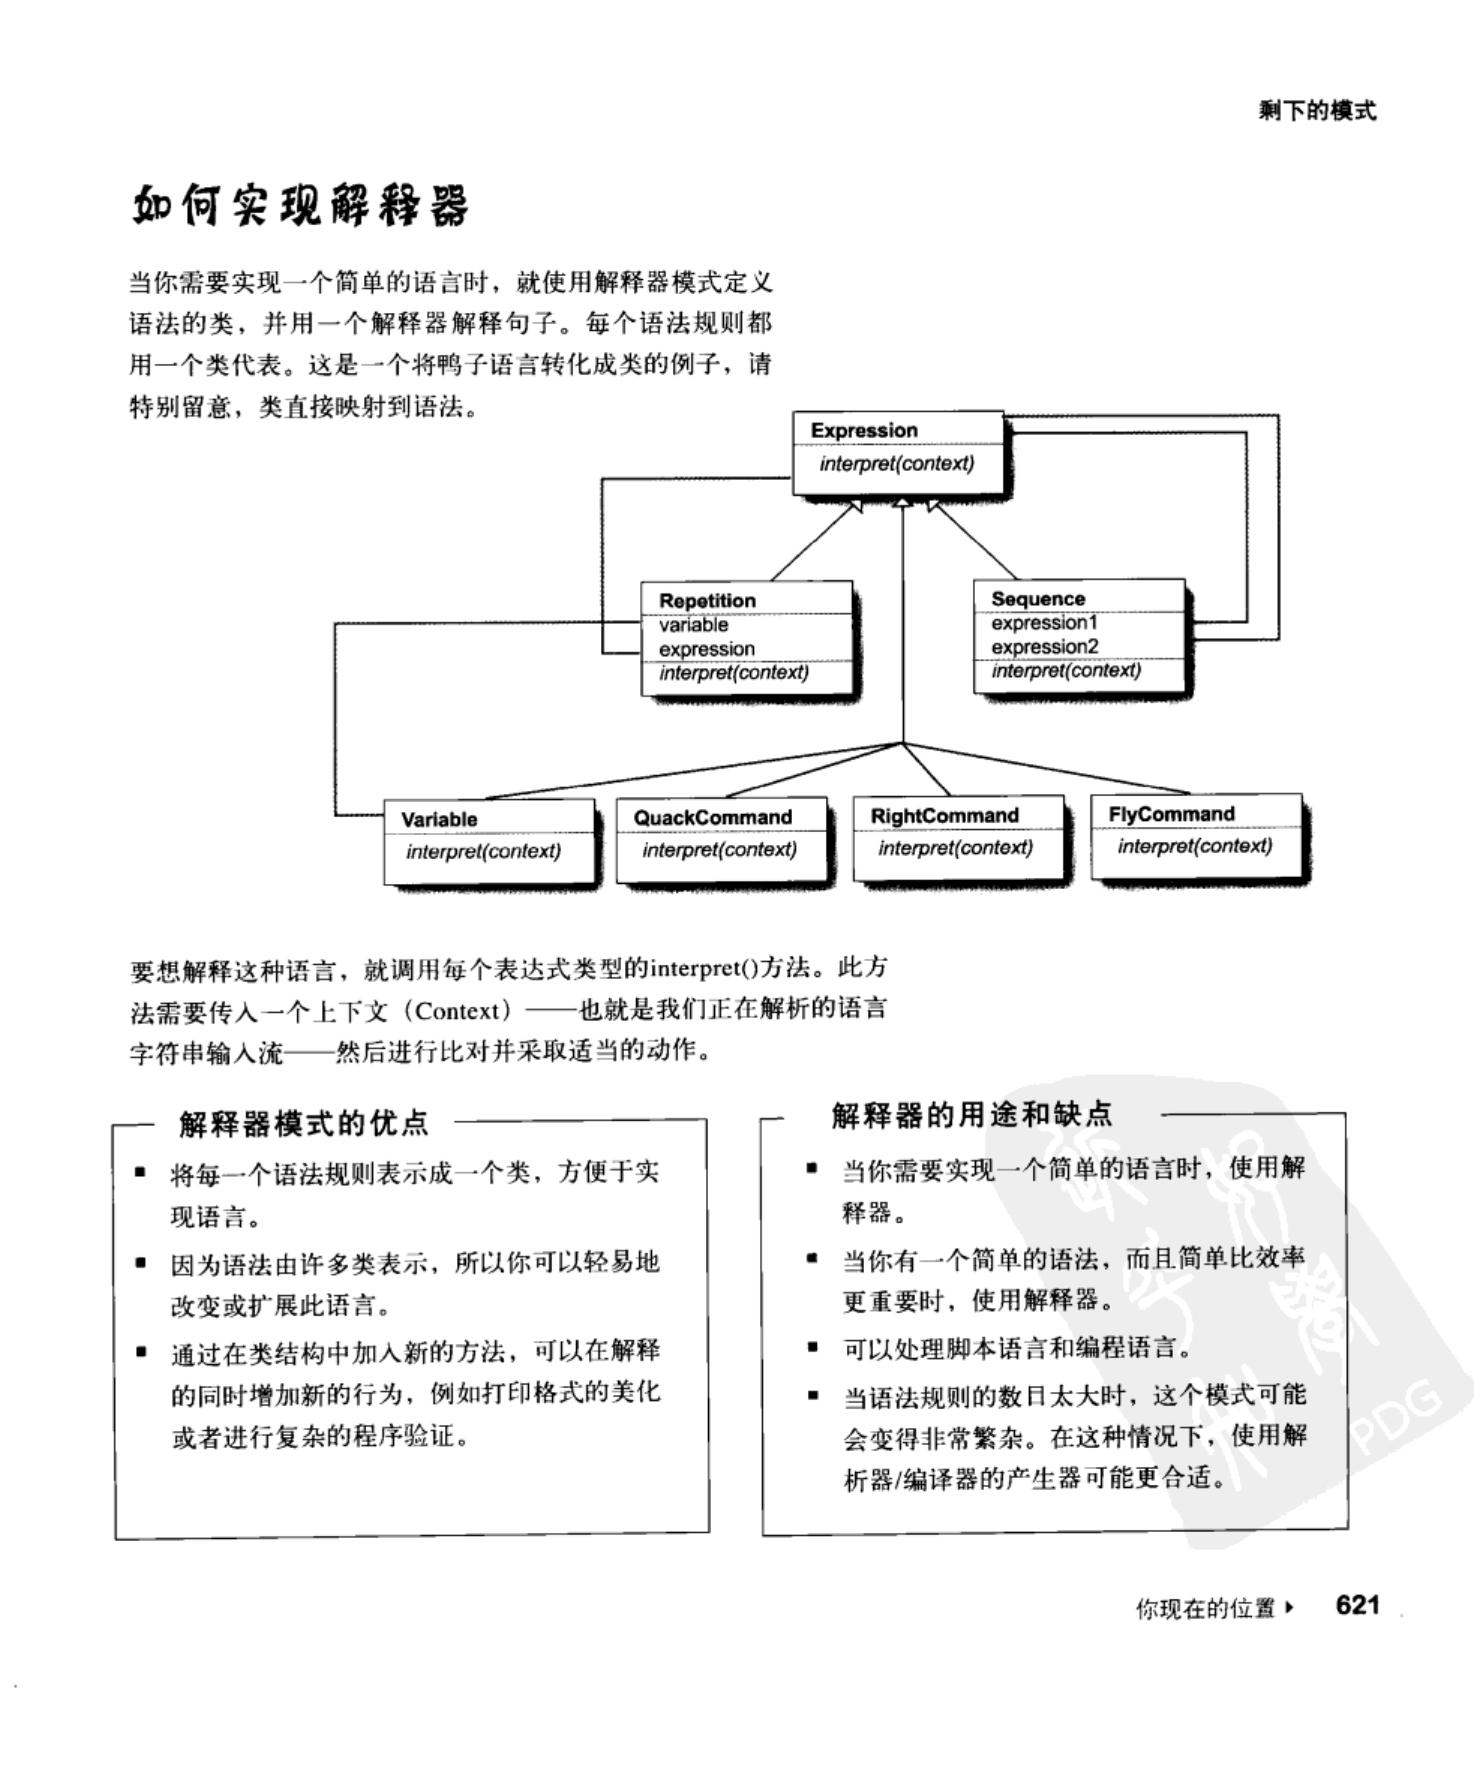 剩下的模式
如何实现解释器
当你需要实现一个简单的语言时，就使用解释器模式定义
语法的类，并用一个解释器解释句子。每个语法规则都
用一个类代表。这是一个将鸭子语言转化成类的例子，请
特别留意，类直接映射到语法。
Expression
interpret(context)
Repetition
variable
expression
interpret(context)
Sequence
expression1
expression2
interpret(context)
Variable
interpret(context)
QuackCommand
interpret(context)
RightCommand
interpret(context)
FlyCommand
interpret(context)
要想解释这种语言，就调用每个表达式类型的interpret()方法。此方
法需要传入一个上下文（Context）——也就是我们正在解析的语言
字符串输入流——然后进行比对并采取适当的动作。
解释器模式的优点
■ 将每一个语法规则表示成一个类，方便于实
现语言。
■ 因为语法由许多类表示，所以你可以轻易地
改变或扩展此语言。
■ 通过在类结构中加入新的方法，可以在解释
的同时增加新的行为，例如打印格式的美化
或者进行复杂的程序验证。
解释器的用途和缺点
■ 当你需要实现一个简单的语言时，使用解
释器。
■ 当你有一个简单的语法，而且简单比效率
更重要时，使用解释器。
■ 可以处理脚本语言和编程语言。
■ 当语法规则的数目太大时，这个模式可能
会变得非常繁杂。在这种情况下，使用解
析器/编译器的产生器可能更合适。
PDG
你现在的位置 ▸ 621